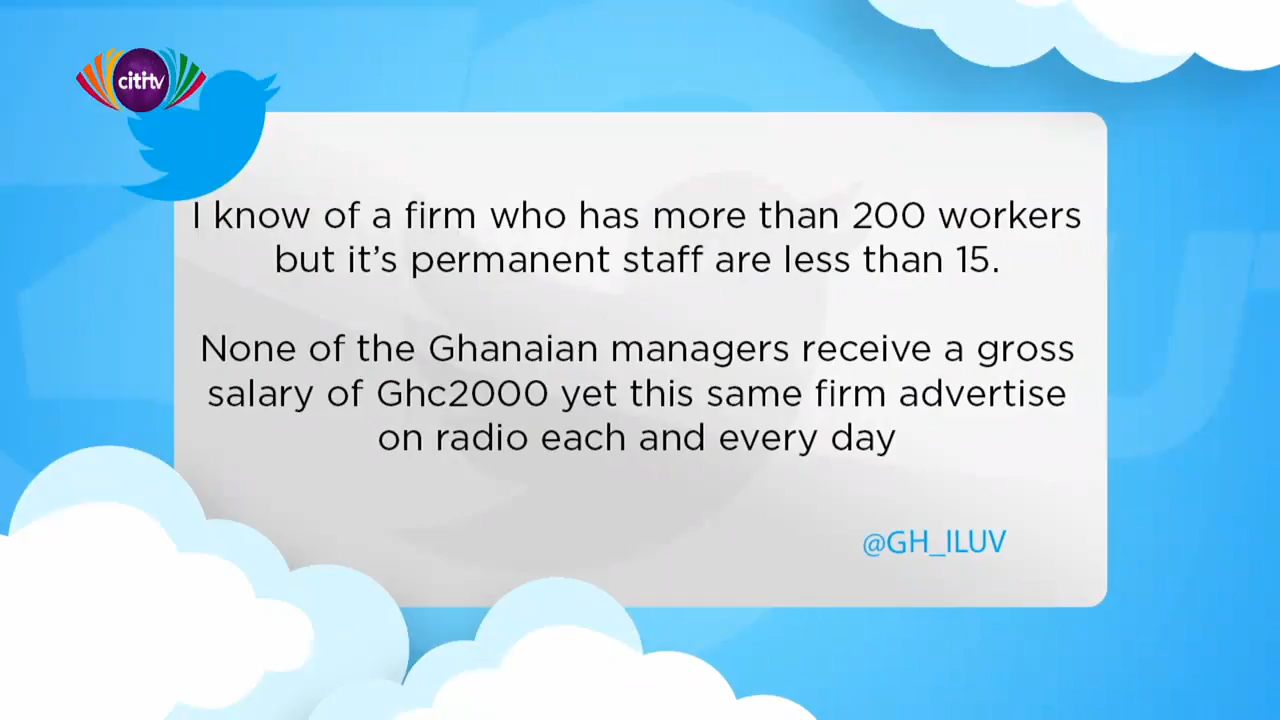 citi tv
I know of a firm who has more than 200 workers
but it's permanent staff are less than 15.
None of the Ghanaian managers receive a gross
salary of Ghc2000 yet this same firm advertise
on radio each and every day
@GH_ILUV